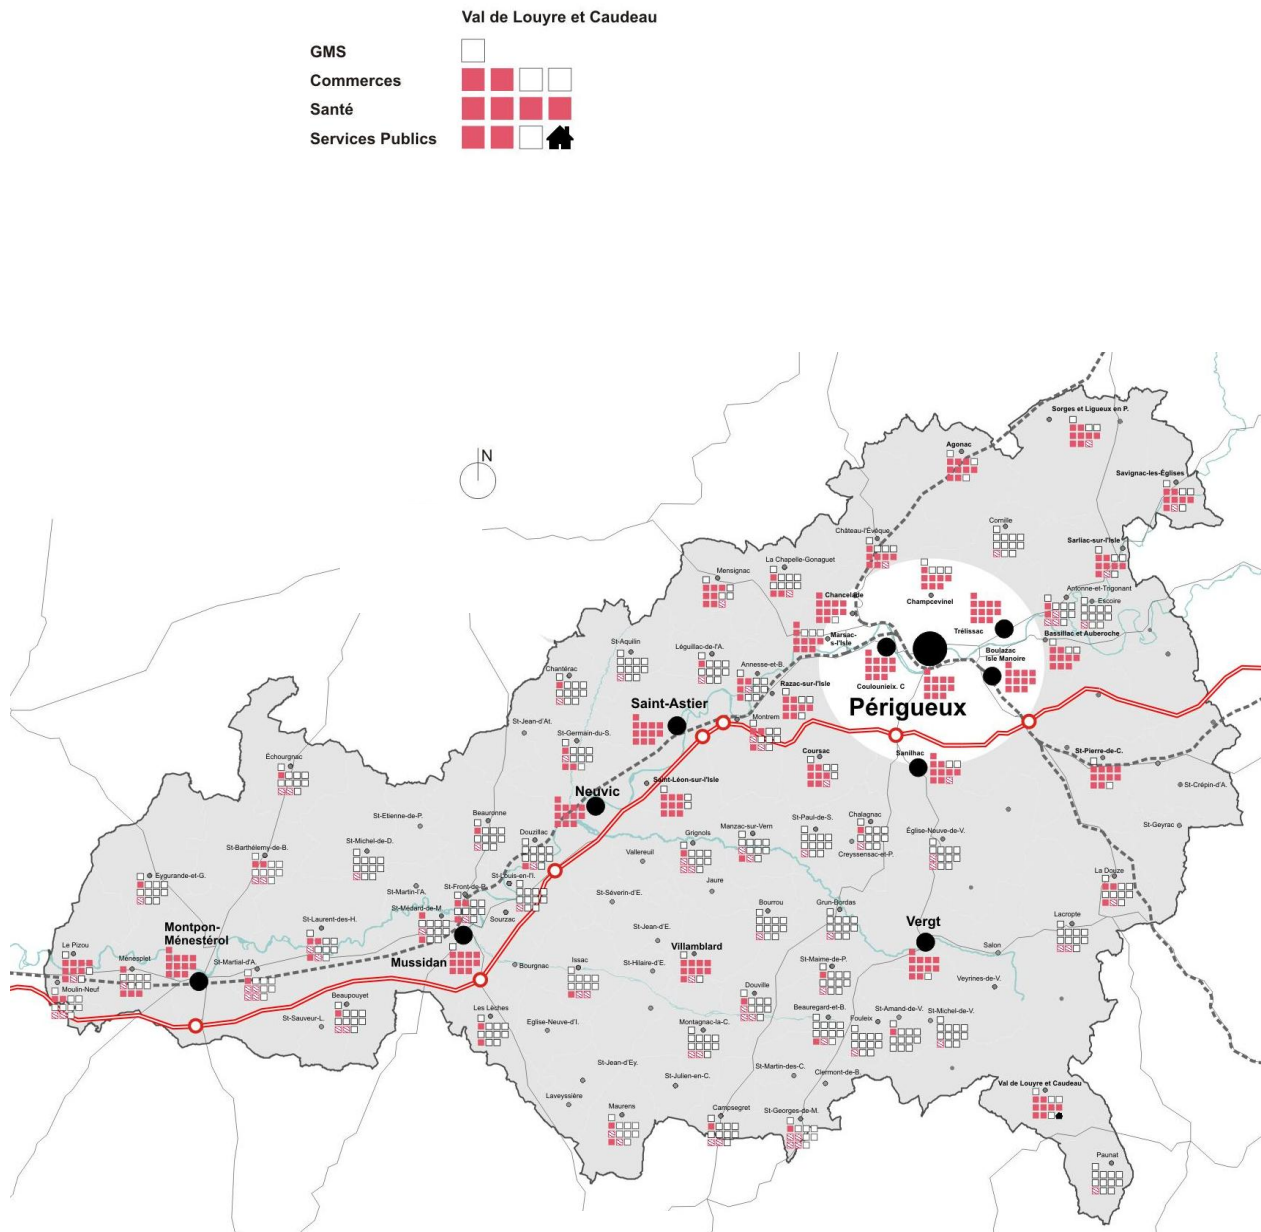 Val de Louyre et Caudeau
GMS
Commerces
Santé
Services Publics
N
Sorges et Ligueux en P.
Agonac
Savignac-les-Églises
Cornille
Château-l'Évêque
Sarliac-sur-l'Isle
La Chapelle-Gonaguet
Mensignac
Antonne-et-Trigonant
Escoire
Chancelade
Champcevinel
Trélissac
Bassillac et Auberoche
Marsac-
s-l'Isle
St-Aquilin
Léguillac-de-l'A.
Boulazac
Isle Manoire
Chantérac
Annesse-et-B.
Razac-sur-l'Isle
Coulounieix. C
Saint-Astier
Périgueux
St-Jean-d'At.
Montrem
St-Germain-du-S.
Coursac
Sanilhac
St-Pierre-de-C.
Échourgnac
Saint-Léon-sur-l'Isle
St-Crépin-d'A.
Neuvic
St-Etienne-de-P.
Beauronne
Douzillac
Grignols
Manzac-sur-Vern
St-Paul-de-S.
Chalagnac
Église-Neuve-de-V.
St-Geyrac
St-Barthélemy-de-B.
St-Michel-de-D.
Vallereuil
Creyssensac-et-P.
Eygurande-et-G.
St-Louis-en-l'I.
La Douze
Jaure
St-Martin-l'A.
St-Front-de-P.
St-Séverin-d'E.
Bourrou
Grun-Bordas
St-Médard-de-M.
Sourzac
Lacropte
St-Laurent-des-H.
Vergt
Montpon-
Ménestérol
St-Jean-d'E.
Villamblard
Salon
Le Pizou
Ménesplet
St-Martial-d'A.
Mussidan
Bourgnac
Issac
St-Hilaire-d'E.
St-Maime-de-P.
Veyrines-de-V.
Moulin-Neuf
Beaupouyet
Douville
St-Sauveur-L.
Les Lèches
Eglise-Neuve-d'I.
Montagnac-la-C.
Beauregard-et-B.
Fouleix
St-Amand-de-V.
St-Michel-de-V.
St-Jean-d'Ey.
St-Julien-en-C.
St-Martin-des-C.
Clermont-de-B.
Val de Louyre et Caudeau
Laveyssière
Maurens
Campsegret
St-Georges-de-M.
Paunat